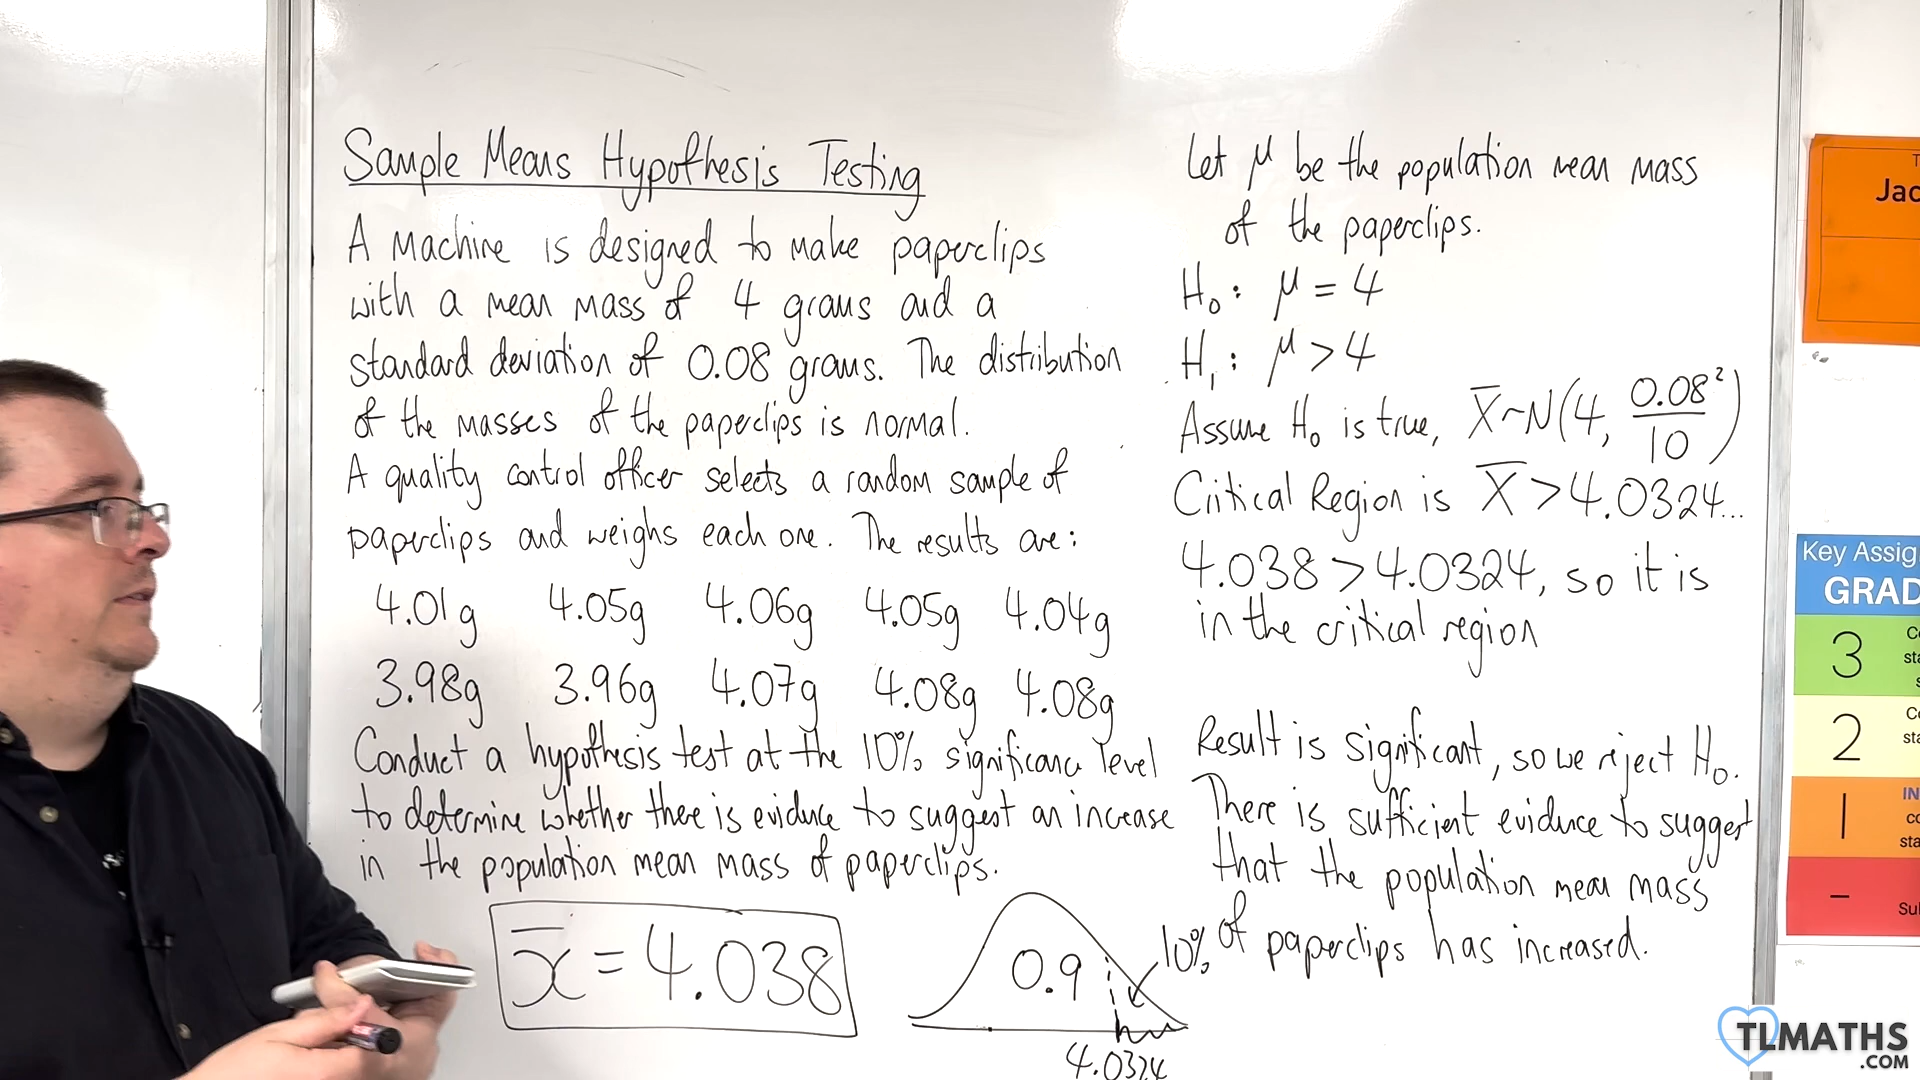 Sample Means Hypothesis Testing
A machine is designed to make paperclips
with a mean mass of 4 grams and a
standard deviation of 0.08 grams. The distribution
of the masses of the paperclips is normal.
A quality control officer selects a random sample of
paperclips and weighs each one. The results are:
4.01g 4.05g 4.06g 4.05g 4.04g
3.98g 3.96g 4.07g 4.08g 4.08g
Conduct a hypothesis test at the 10% significance level
to determine whether there is evidence to suggest an increase
in the population mean mass of paperclips.
x̄ = 4.038
0.9
10%
4.0324
Let μ be the population mean mass
of the paperclips.
H₀: μ = 4
H₁: μ > 4
Assume H₀ is true, X̄ ~ N(4, 0.08²/10)
Critical Region is X̄ > 4.0324...
4.038 > 4.0324, so it is
in the critical region
Result is significant, so we reject H₀.
There is sufficient evidence to suggest
that the population mean mass
of paperclips has increased.
Jac
Key Assig
GRAD
3
2
1
IN
-
TLMATHS
.COM